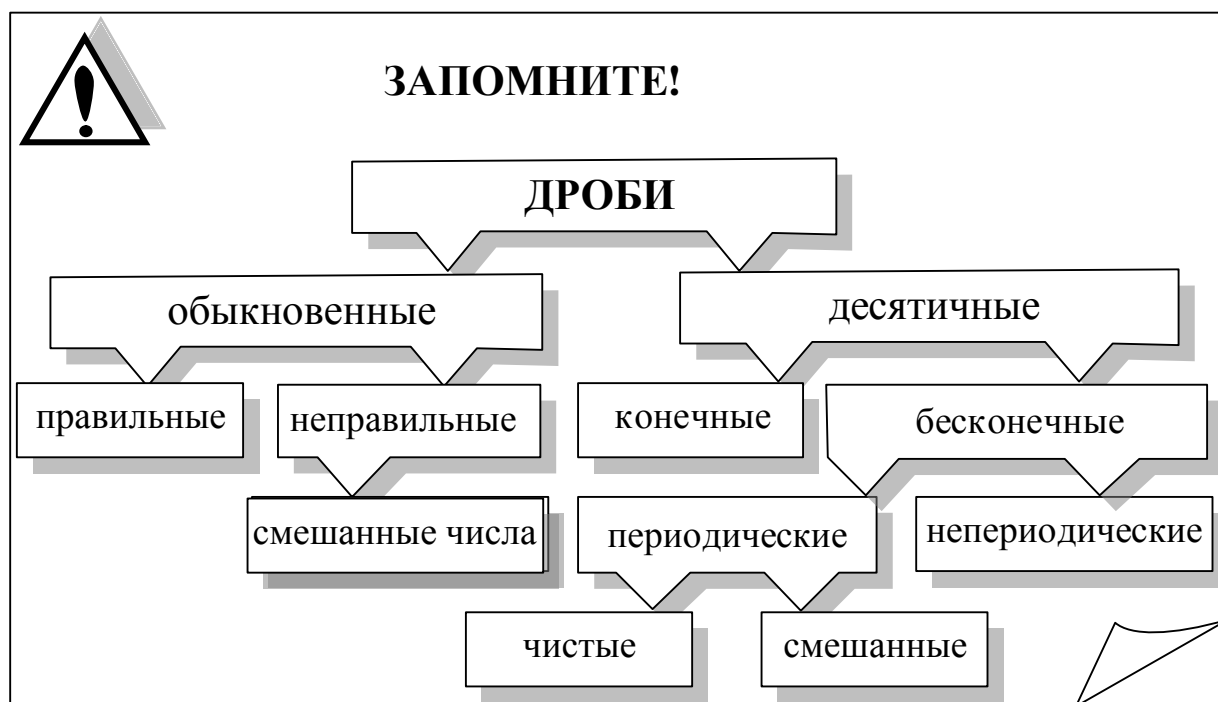 ЗАПОМНИТЕ!
ДРОБИ
обыкновенные
десятичные
правильные
неправильные
конечные
бесконечные
смешанные числа
периодические
непериодические
чистые
смешанные